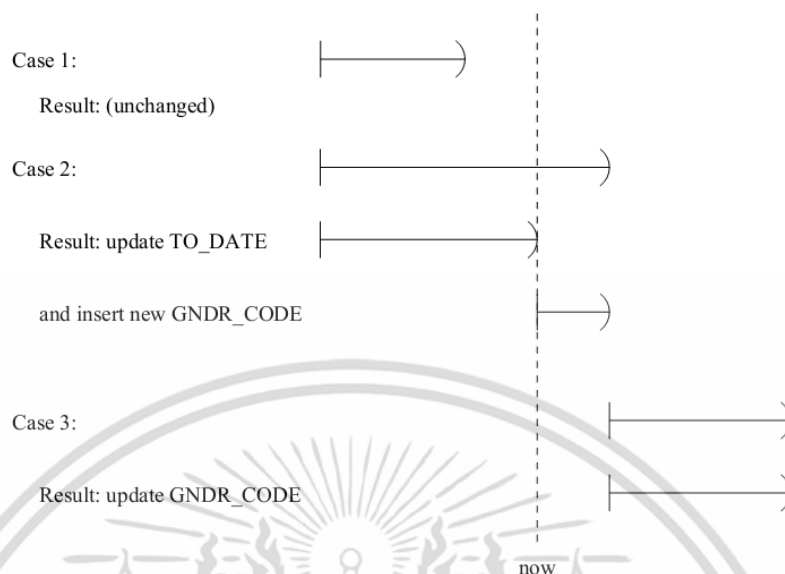 Case 1:
Result: (unchanged)
Case 2:
Result: update TO_DATE
and insert new GNDR_CODE
Case 3:
Result: update GNDR_CODE
now